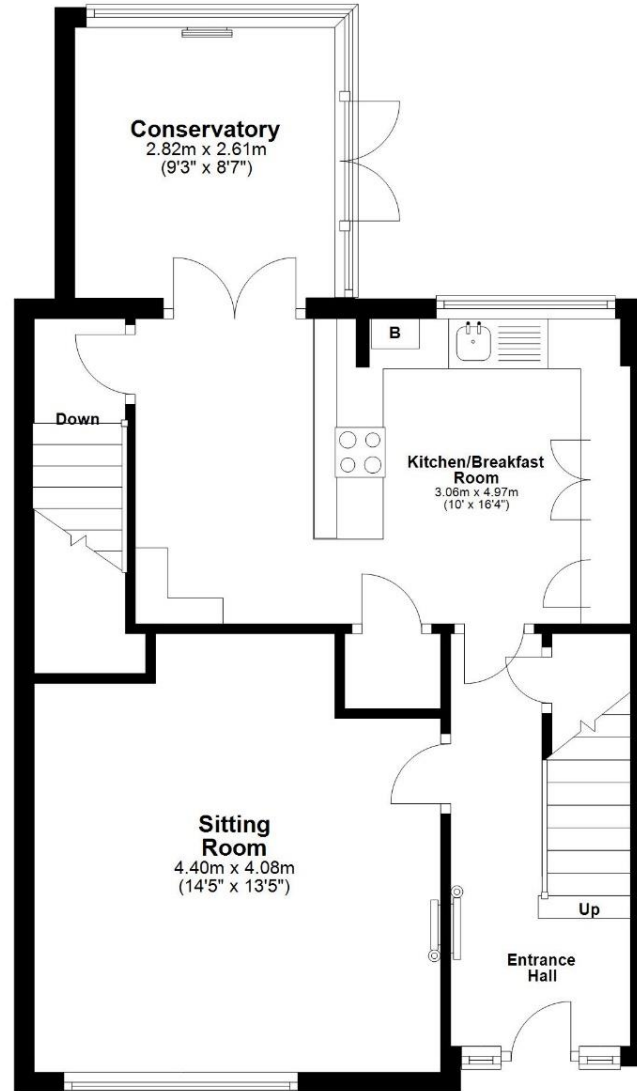 Conservatory
2.82m x 2.61m
(9'3" x 8'7")
B
Down
Kitchen/Breakfast
Room
3.06m x 4.97m
(10' x 16'4")
Sitting
Room
4.40m x 4.08m
(14'5" x 13'5")
Up
Entrance
Hall